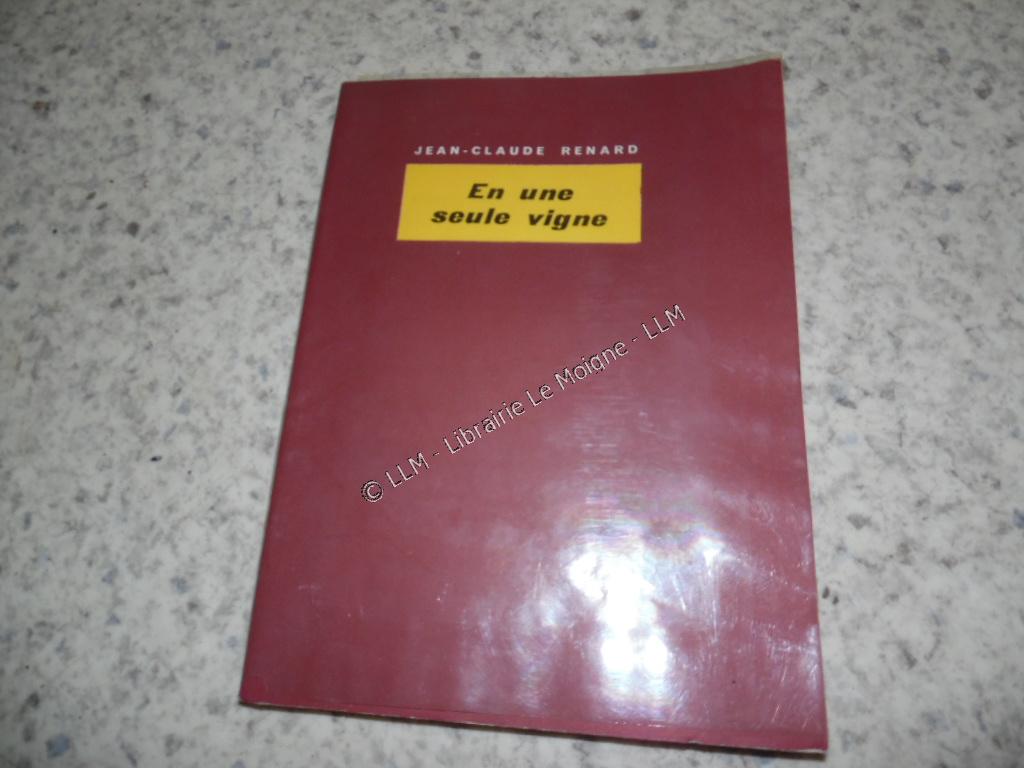 JEAN-CLAUDE RENARD
En une
seule vigne
© LLM - Librairie Le Moigne - LLM